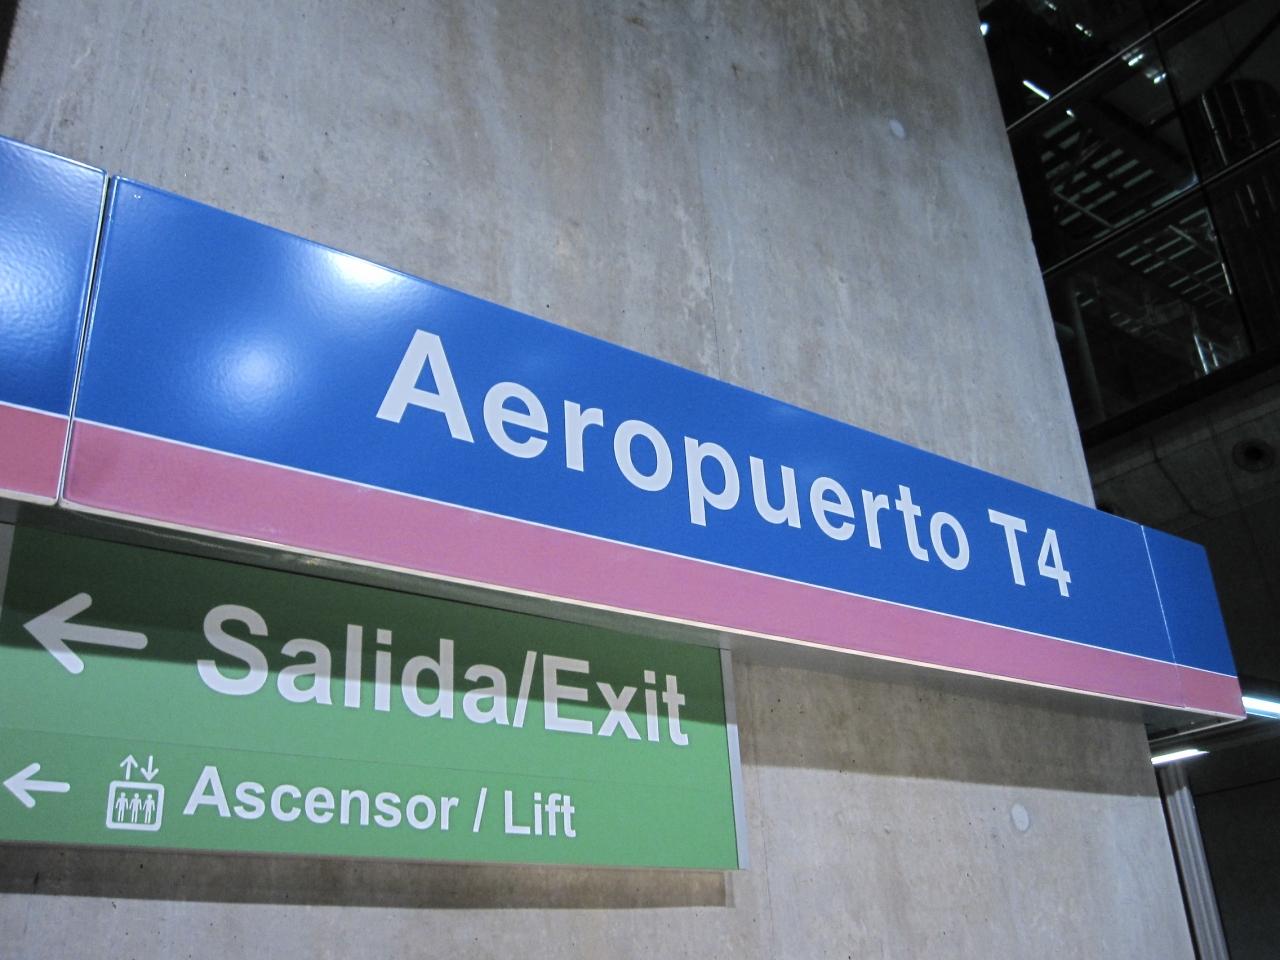 Aeropuerto T4
Salida/Exit
Ascensor / Lift